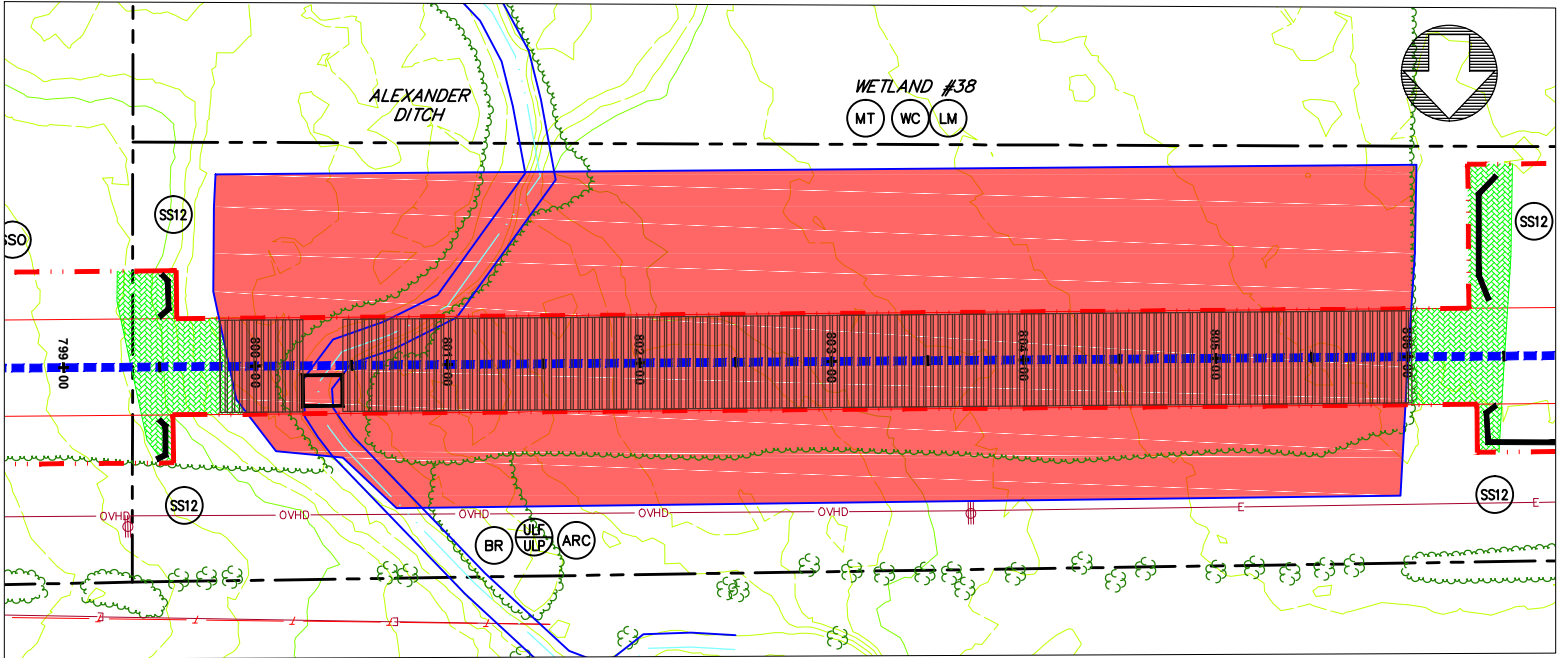 ALEXANDER
DITCH
WETLAND #38
MT WC LM
SS12
SS12
SSO
799+00
800+00
801+00
802+00
803+00
804+00
805+00
806+00
SS12
SS12
OVHD OVHD OVHD OVHD OVHD E E
BR ULF ARC
ULP
E T T E T